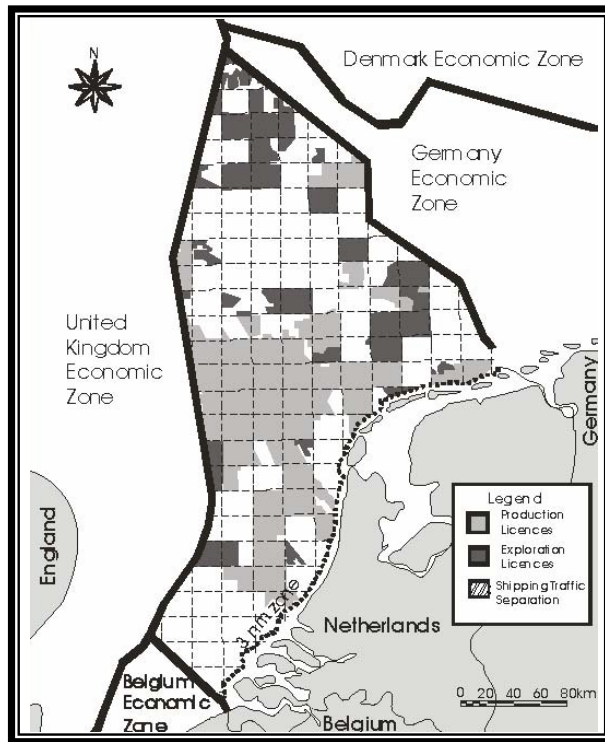 N
Denmark Economic Zone
Germany
Economic
Zone
United
Kingdom
Economic
Zone
Germany
England
Legend
Production
Licences
Exploration
Licences
Shipping Traffic
Separation
3 nm zone
Netherlands
Belgium
Economic
Zone
Belgium
0 20 40 60 80km